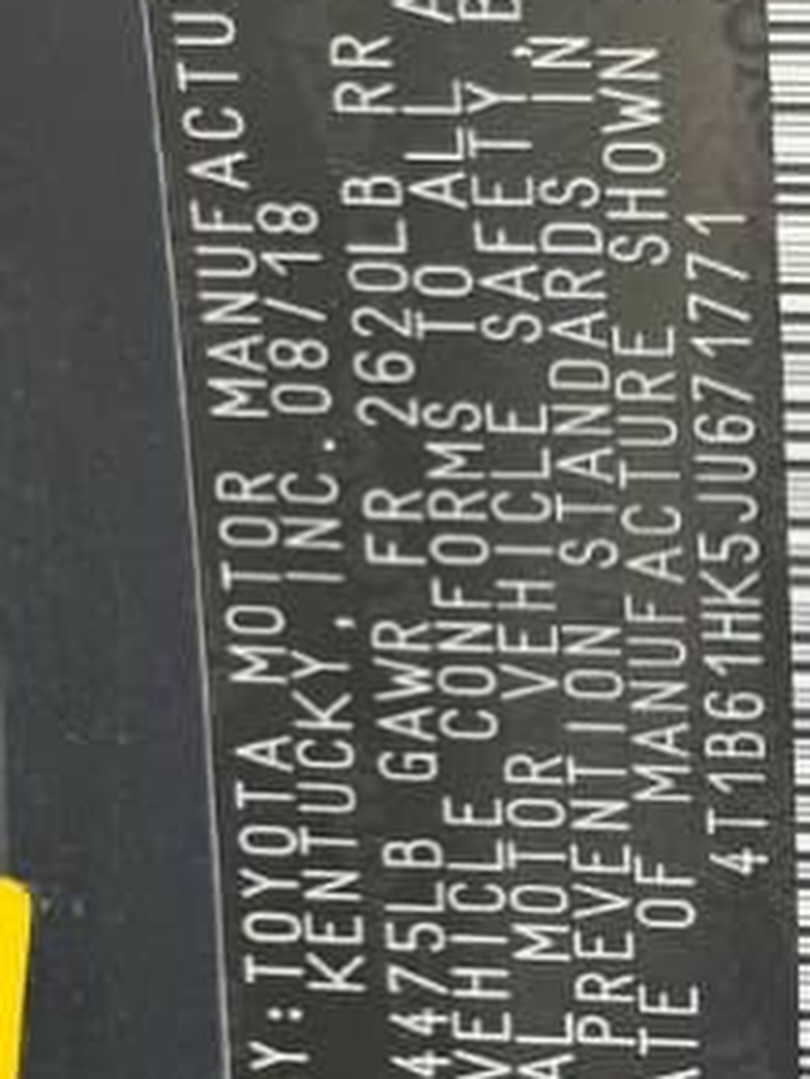 Y:TOYOTA MOTOR MANUFACTU
KENTUCKY, INC. 08/18
4475LB GAWR FR 2620LB RR
VEHICLE CONFORMS TO ALL A
AL MOTOR VEHICLE SAFETY, B
PREVENTION STANDARDS IN
ATE OF MANUFACTURE SHOWN
4T1B61HK5JU671771